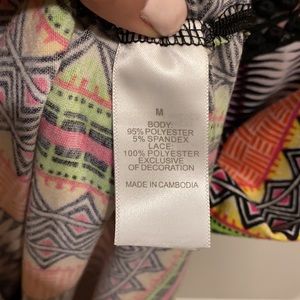 M
BODY:
95% POLYESTER
5% SPANDEX
LACE:
100% POLYESTER
EXCLUSIVE
OF DECORATION
MADE IN CAMBODIA